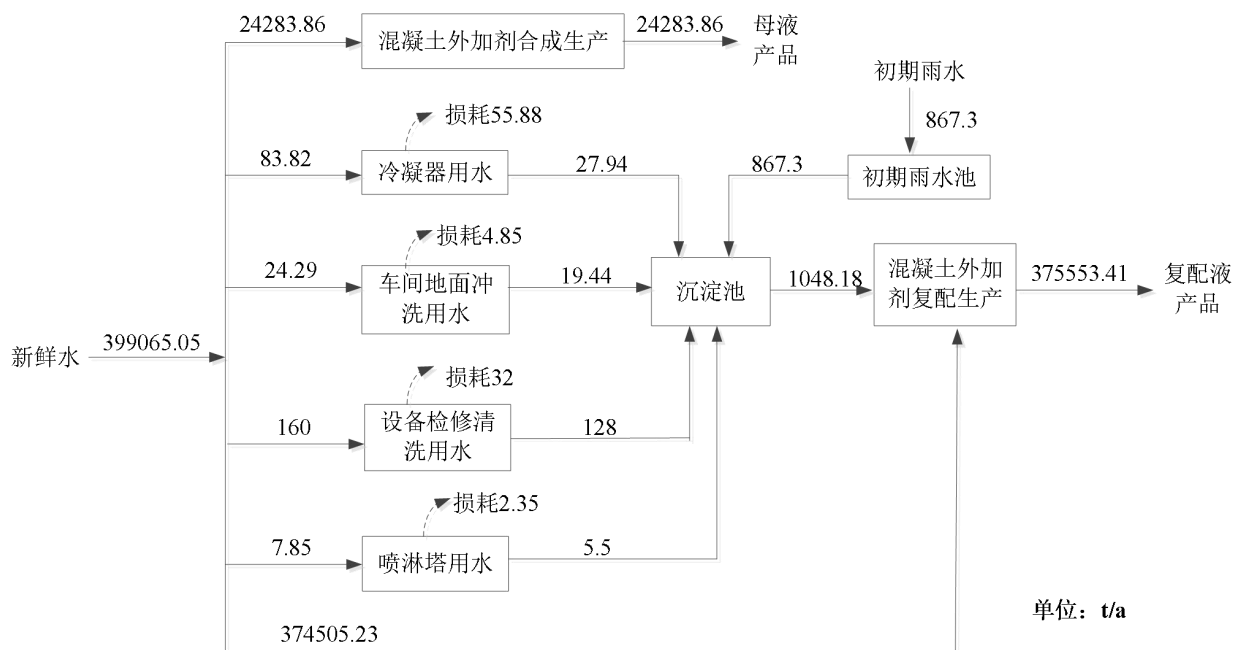 24283.86
混凝土外加剂合成生产
24283.86
母液
产品
初期雨水
867.3
损耗55.88
83.82
冷凝器用水
27.94
867.3
初期雨水池
损耗4.85
24.29
车间地面冲
洗用水
19.44
沉淀池
1048.18
混凝土外加
剂复配生产
375553.41
复配液
产品
新鲜水
399065.05
损耗32
160
设备检修清
洗用水
128
损耗2.35
7.85
喷淋塔用水
5.5
374505.23
单位：t/a